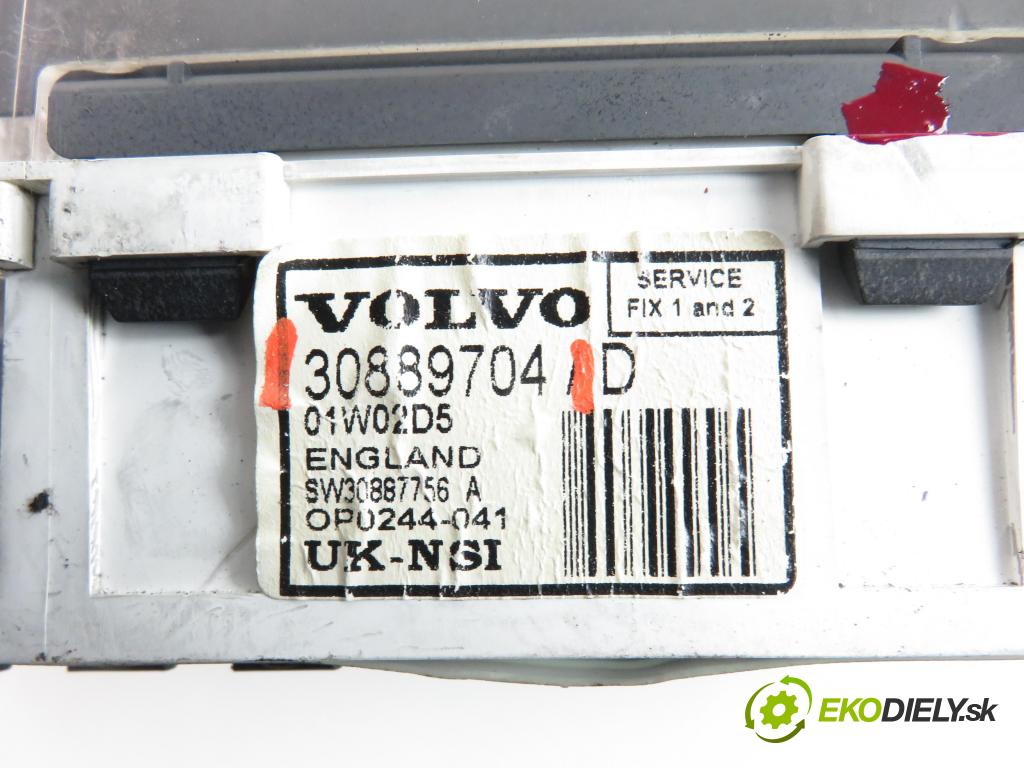 VOLVO
SERVICE
FIX 1 and 2
30889704 D
01W02D5
ENGLAND
SW30887756 A
OP0244-041
UK-NSI
EKODIELY.sk